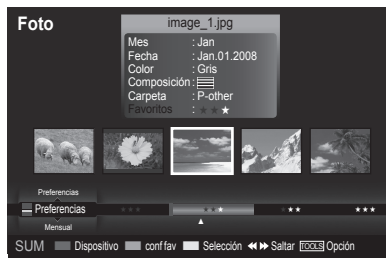 Foto
image_1.jpg
Mes : Jan
Fecha : Jan.01.2008
Color : Gris
Composición :
Carpeta : P-other
Favoritos : ★★★
Preferencias
Preferencias ★★★ ★★★ ★★ ★★★
Mensual
SUM Dispositivo conf fav Selección Saltar TOOLS Opción